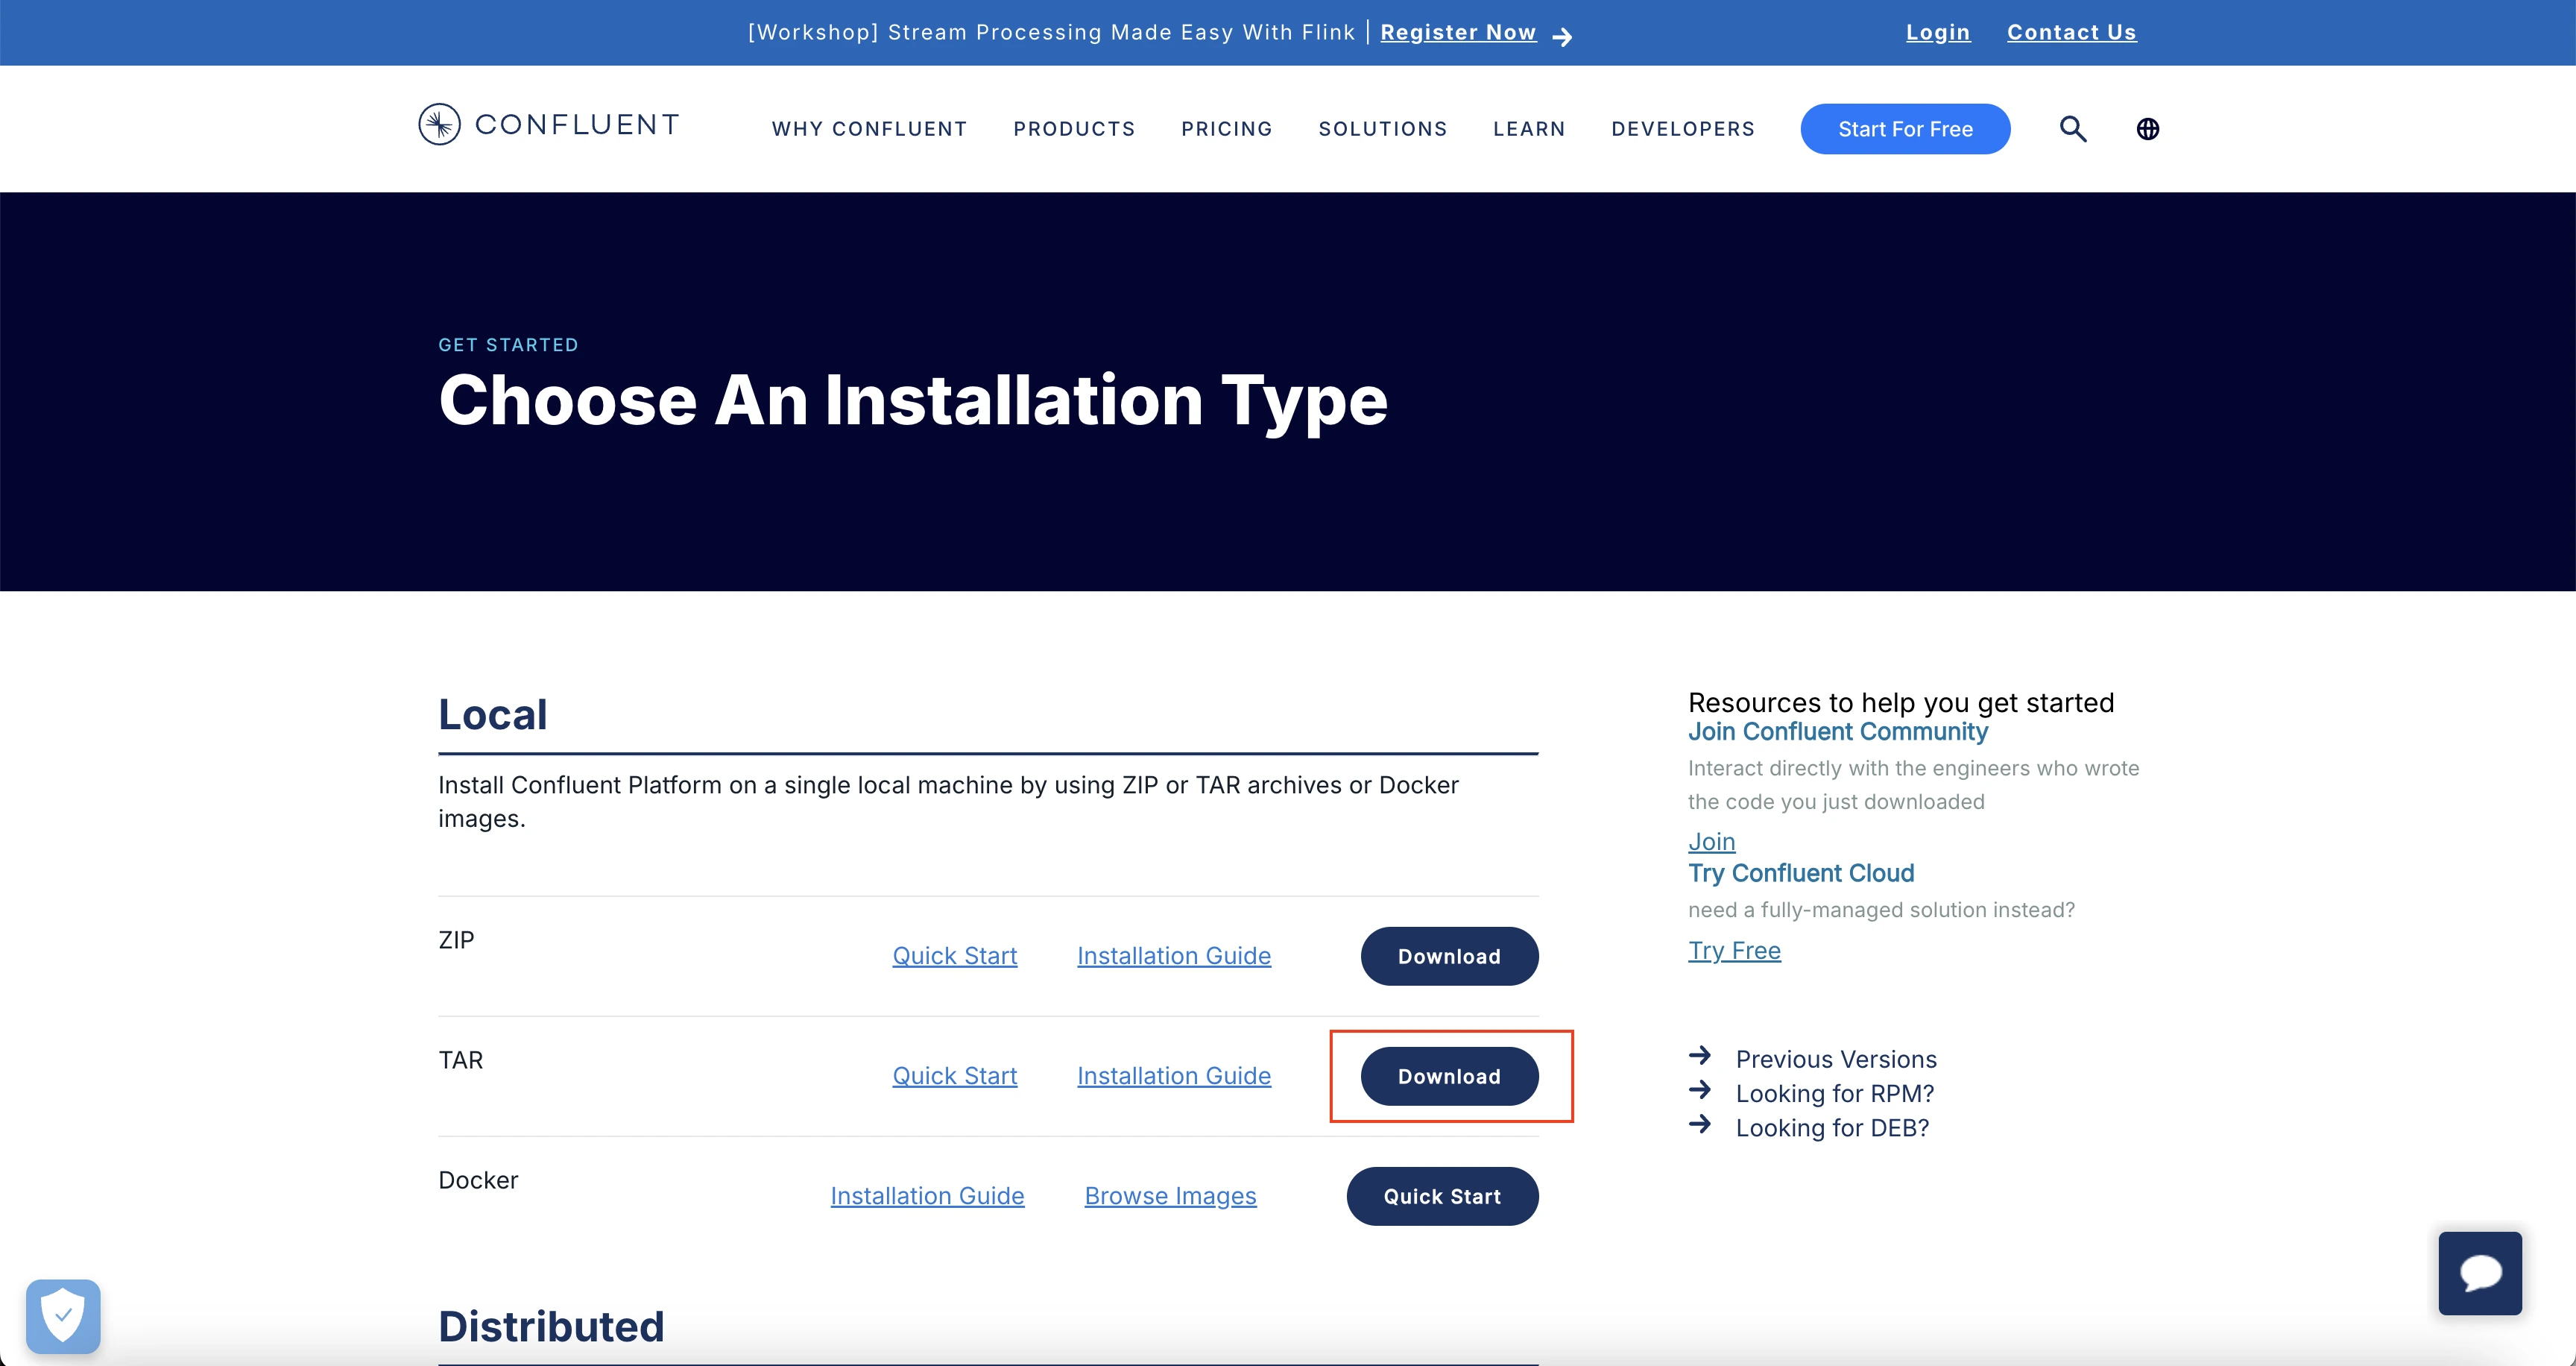 [Workshop] Stream Processing Made Easy With Flink | Register Now
Login Contact Us
CONFLUENT
WHY CONFLUENT PRODUCTS PRICING SOLUTIONS LEARN DEVELOPERS Start For Free
GET STARTED
Choose An Installation Type
Local
Install Confluent Platform on a single local machine by using ZIP or TAR archives or Docker
images.
ZIP Quick Start Installation Guide Download
TAR Quick Start Installation Guide Download
Docker Installation Guide Browse Images Quick Start
Distributed
Resources to help you get started
Join Confluent Community
Interact directly with the engineers who wrote
the code you just downloaded
Join
Try Confluent Cloud
need a fully-managed solution instead?
Try Free
Previous Versions
Looking for RPM?
Looking for DEB?